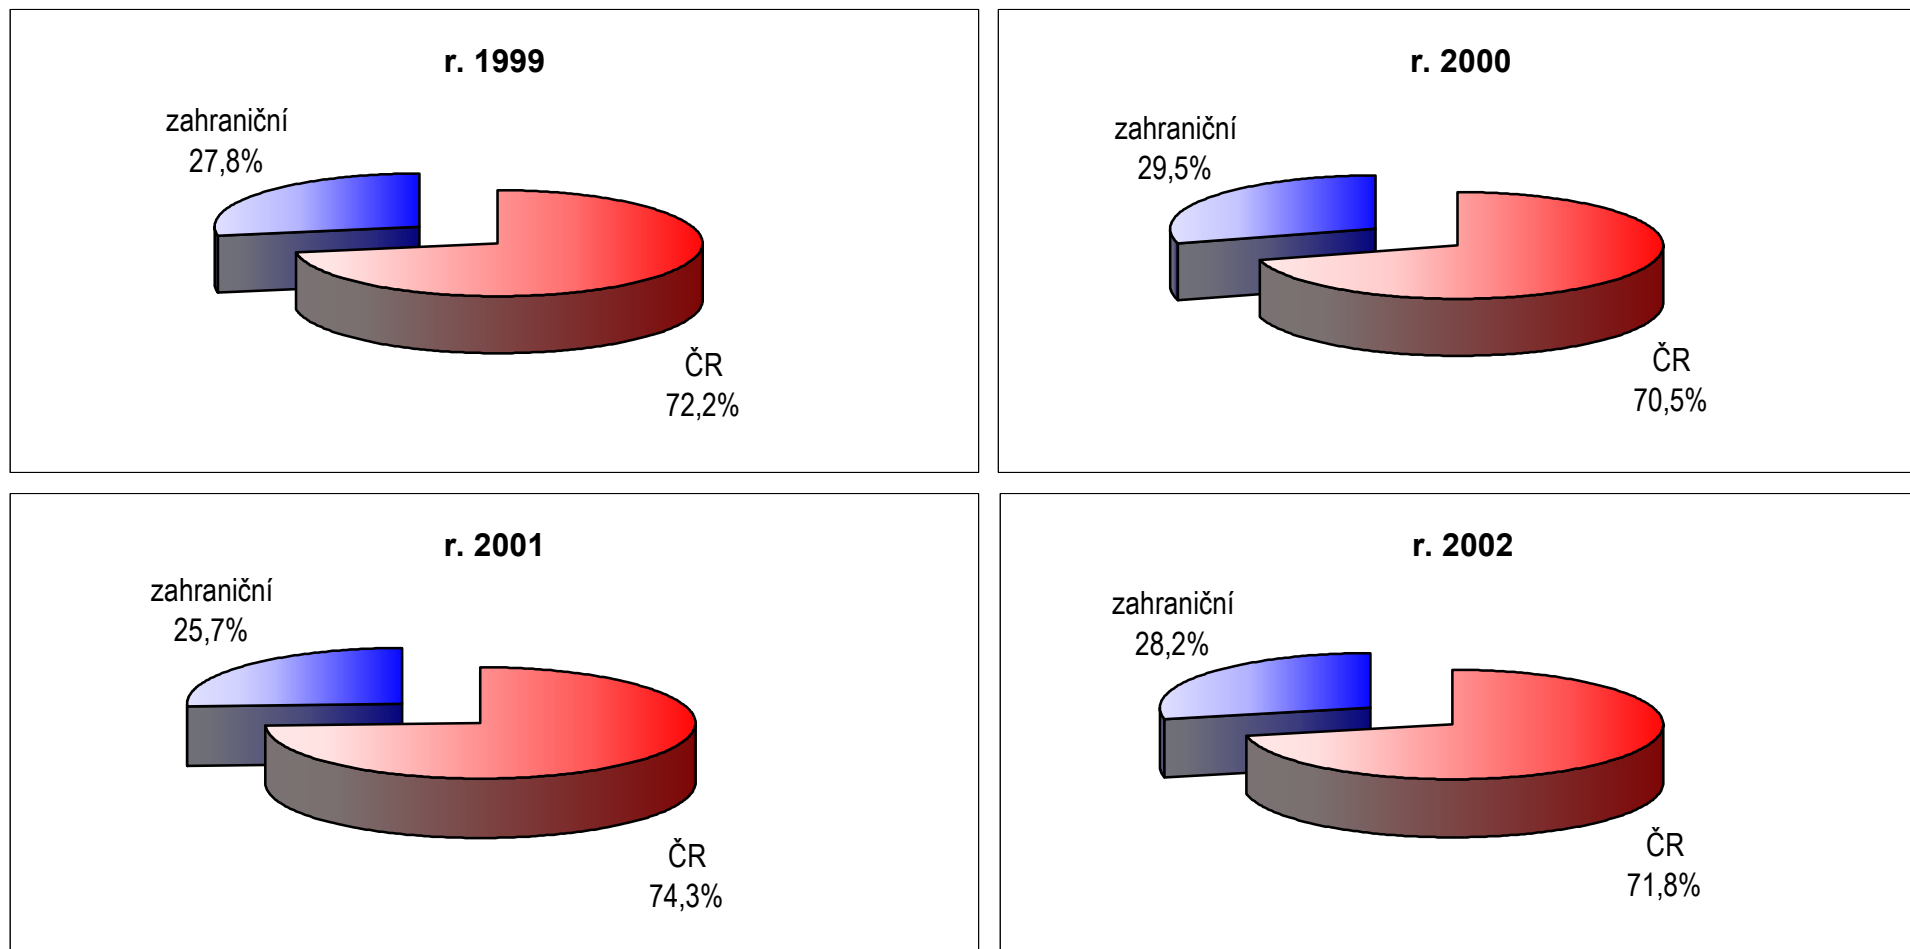 r. 1999
zahraniční
27,8%
ČR
72,2%
r. 2000
zahraniční
29,5%
ČR
70,5%
r. 2001
zahraniční
25,7%
ČR
74,3%
r. 2002
zahraniční
28,2%
ČR
71,8%